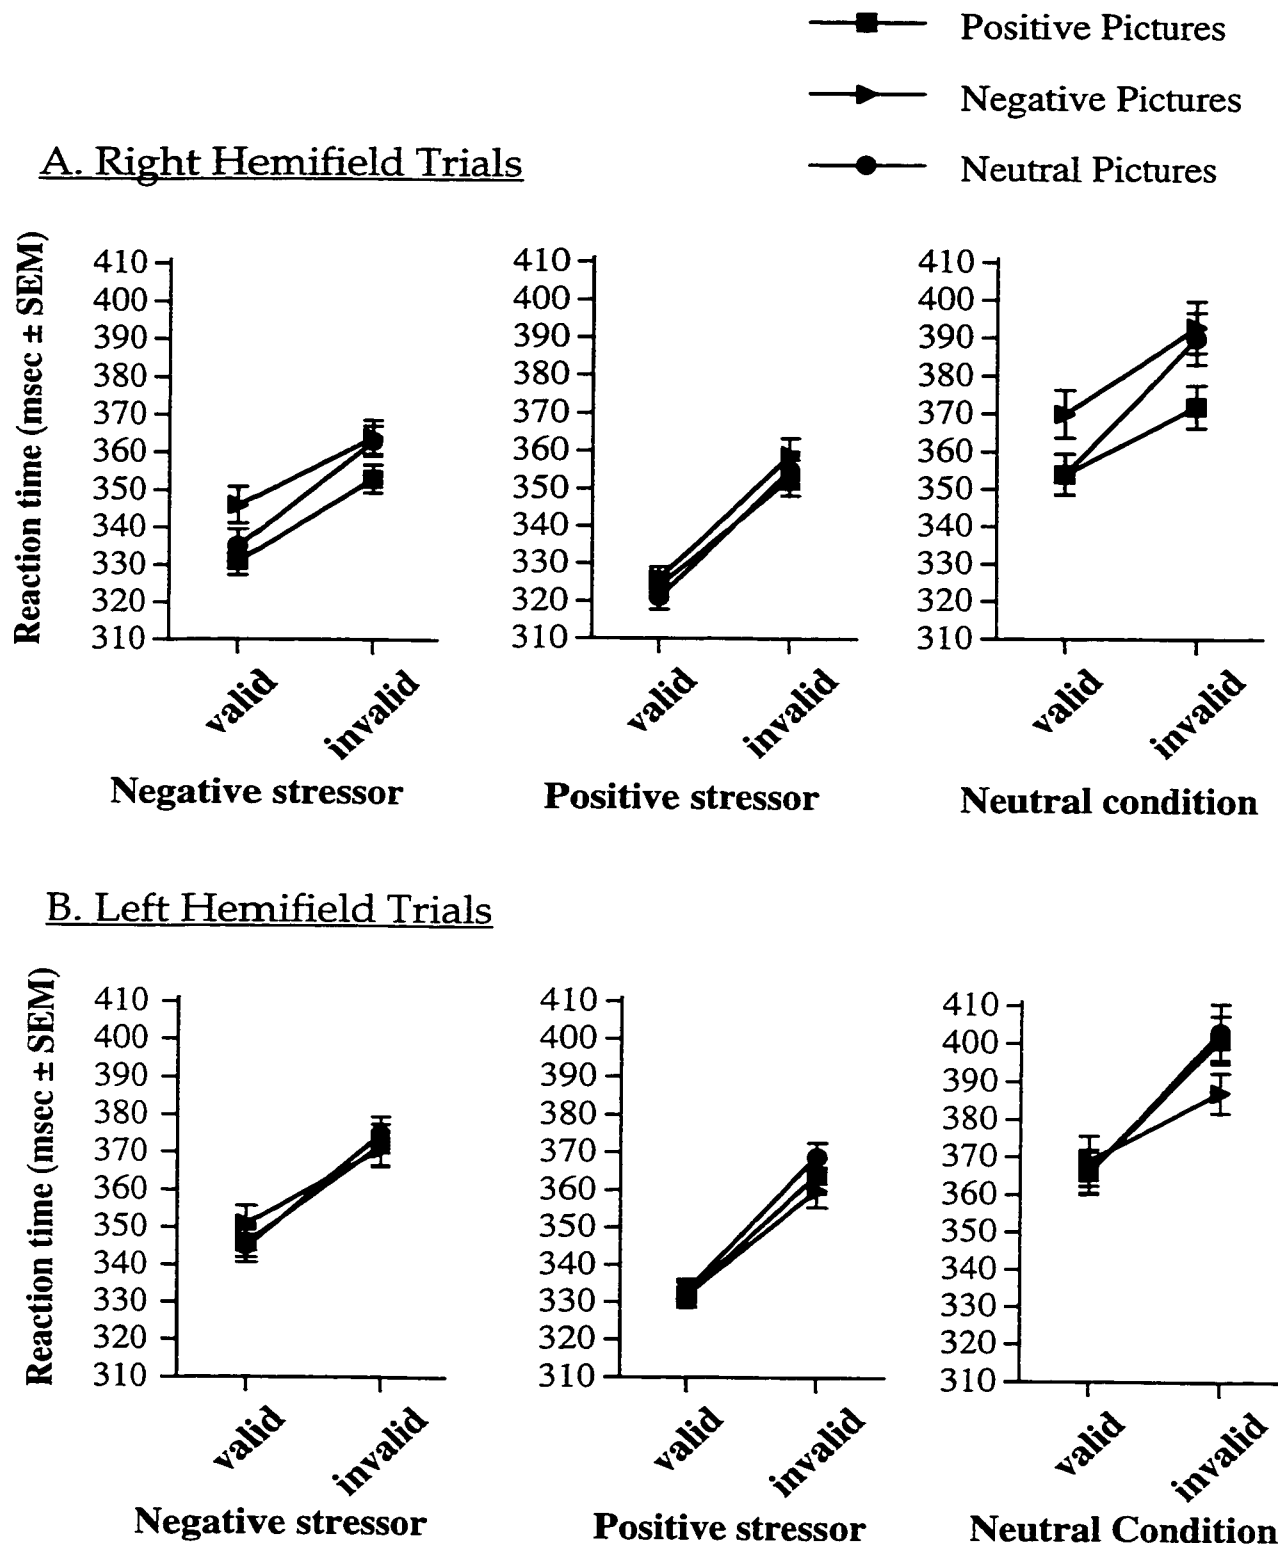 Positive Pictures
Negative Pictures
A. Right Hemifield Trials
Neutral Pictures
Reaction time (msec ± SEM)
410
400
390
380
370
360
350
340
330
320
310
valid
invalid
Negative stressor
410
400
390
380
370
360
350
340
330
320
310
valid
invalid
Positive stressor
410
400
390
380
370
360
350
340
330
320
310
valid
invalid
Neutral condition
B. Left Hemifield Trials
Reaction time (msec ± SEM)
410
400
390
380
370
360
350
340
330
320
310
valid
invalid
Negative stressor
410
400
390
380
370
360
350
340
330
320
310
valid
invalid
Positive stressor
410
400
390
380
370
360
350
340
330
320
310
valid
invalid
Neutral Condition